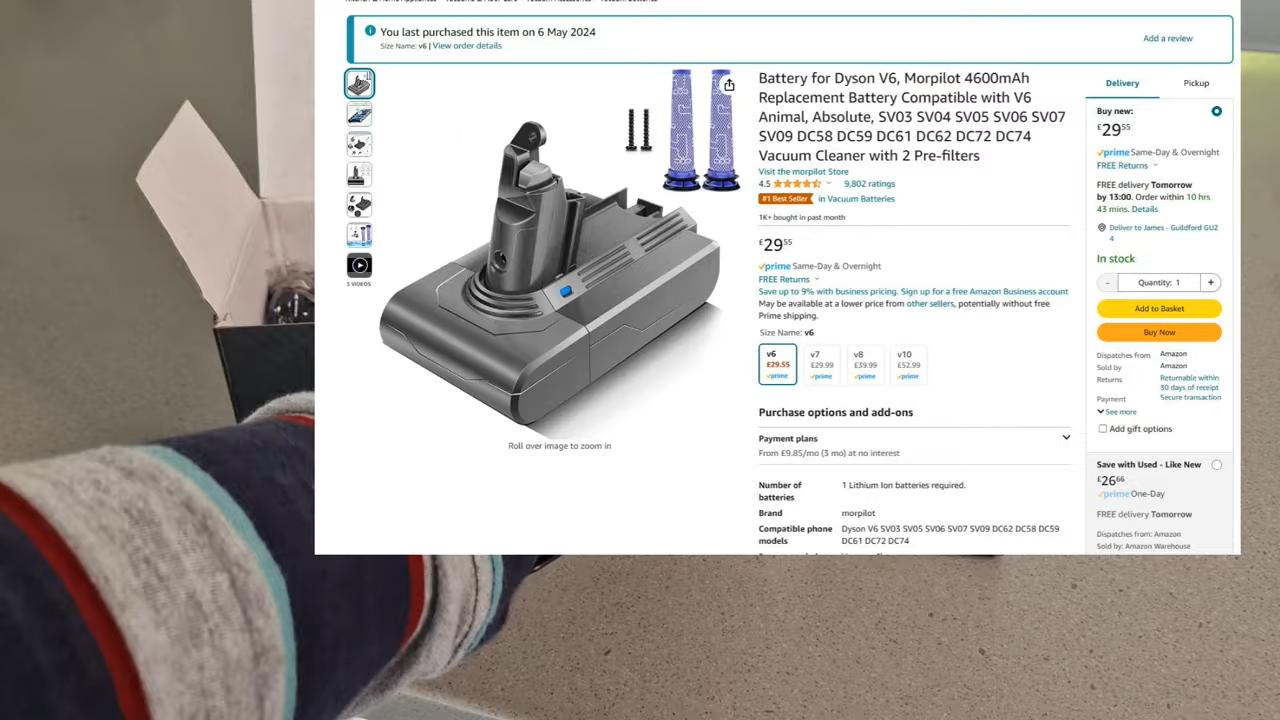 You last purchased this item on 6 May 2024
Size Name: v6 | View order details
Add a review
Battery for Dyson V6, Morpilot 4600mAh
Replacement Battery Compatible with V6
Animal, Absolute, SV03 SV04 SV05 SV06 SV07
SV09 DC58 DC59 DC61 DC62 DC72 DC74
Vacuum Cleaner with 2 Pre-filters
Visit the morpilot Store
4.5 9,802 ratings
#1 Best Seller in Vacuum Batteries
1K+ bought in past month
£29 55
prime Same-Day & Overnight
FREE Returns
Save up to 9% with business pricing. Sign up for a free Amazon Business account
May be available at a lower price from other sellers, potentially without free
Prime shipping.
Size Name: v6
v6
£29.55
prime
v7
£29.99
prime
v8
£39.99
prime
v10
£52.99
prime
Purchase options and add-ons
Payment plans
From £9.85/mo (3 mo) at no interest
Number of
batteries
1 Lithium Ion batteries required.
Brand
morpilot
Compatible phone
models
Dyson V6 SV03 SV05 SV06 SV07 SV09 DC62 DC58 DC59
DC61 DC72 DC74
3 VIDEOS
Roll over image to zoom in
Delivery
Pickup
Buy new:
£29 55
prime Same-Day & Overnight
FREE Returns
FREE delivery Tomorrow
by 13:00. Order within 10 hrs
43 mins. Details
Deliver to James - Guildford GU2
4
In stock
- Quantity: 1 +
Add to Basket
Buy Now
Dispatches from Amazon
Sold by Amazon
Returns Returnable within
30 days of receipt
Payment Secure transaction
See more
Add gift options
Save with Used - Like New
£26 66
prime One-Day
FREE delivery Tomorrow
Dispatches from: Amazon
Sold by: Amazon Warehouse